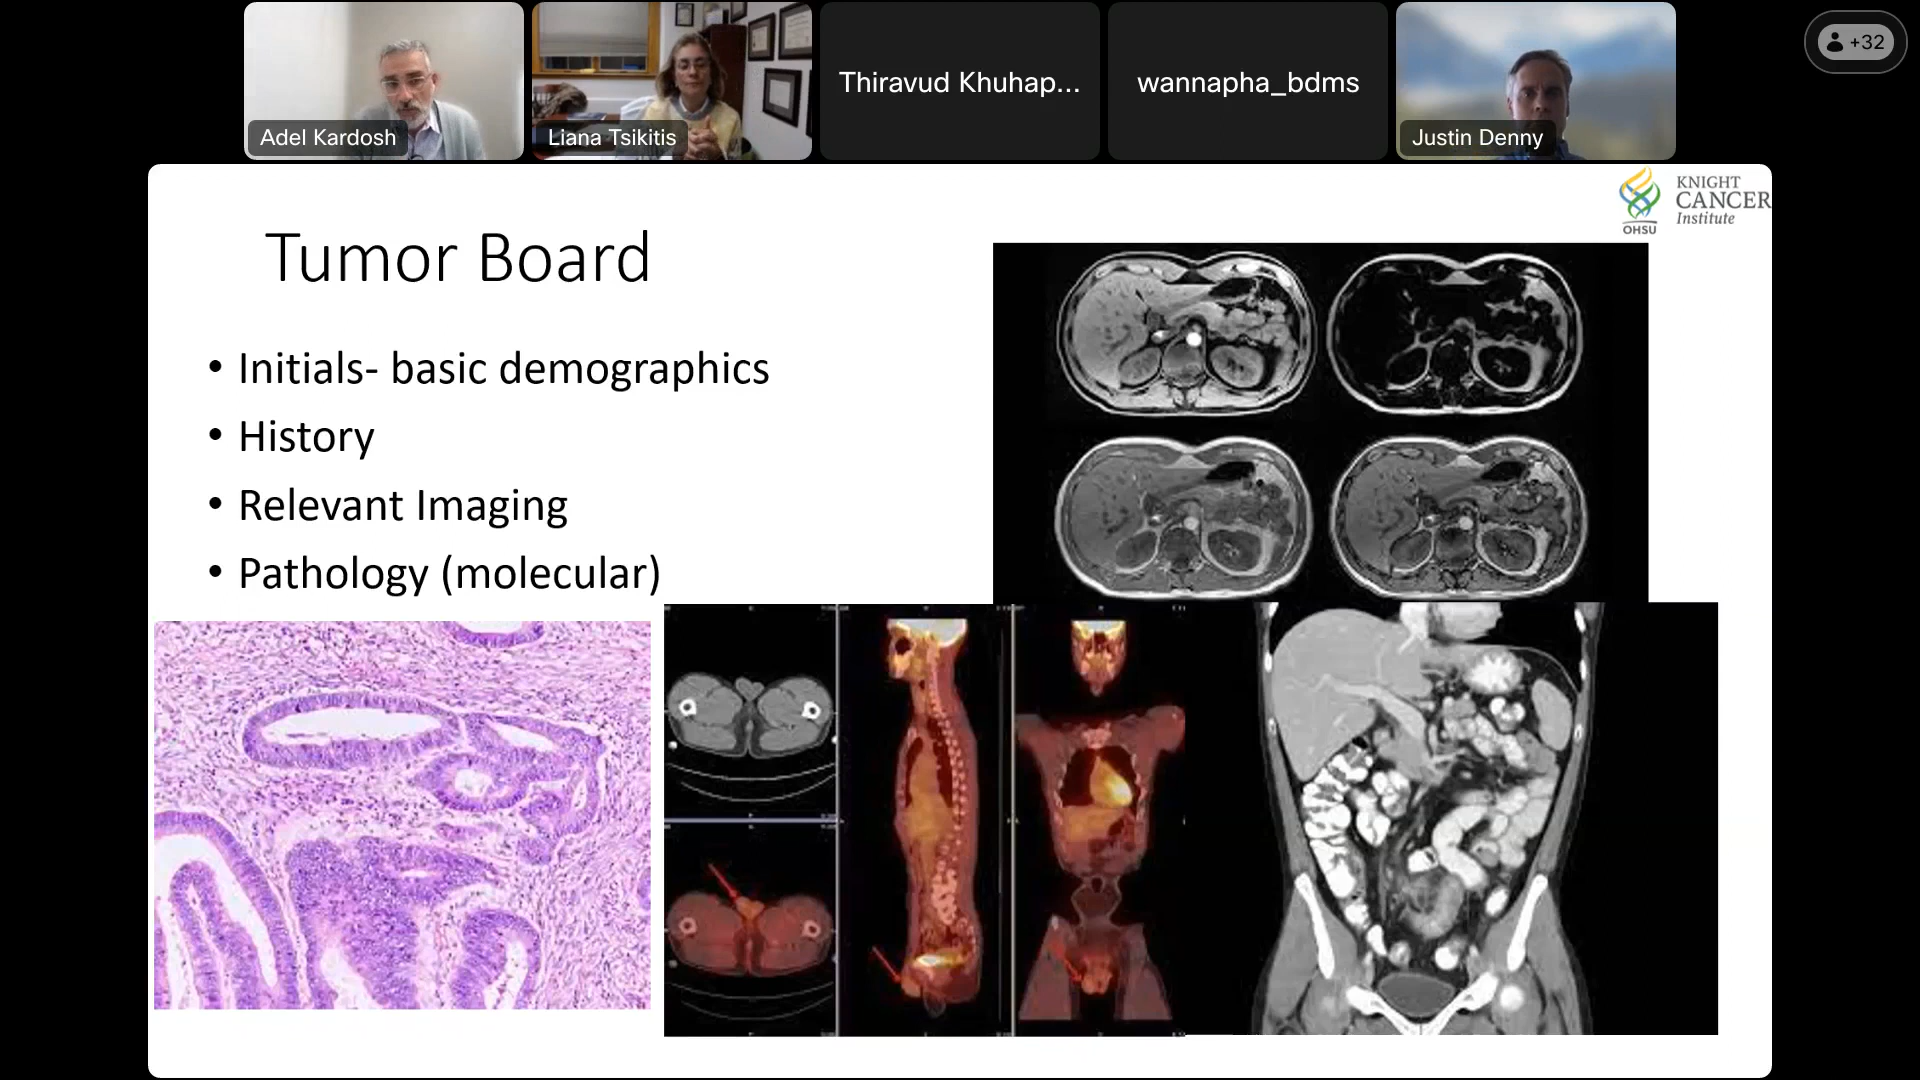 Adel Kardosh
Liana Tsikitis
Thiravud Khuhap...
wannapha_bdms
Justin Denny
+32
KNIGHT
CANCER
Institute
OHSU
Tumor Board
• Initials- basic demographics
• History
• Relevant Imaging
• Pathology (molecular)